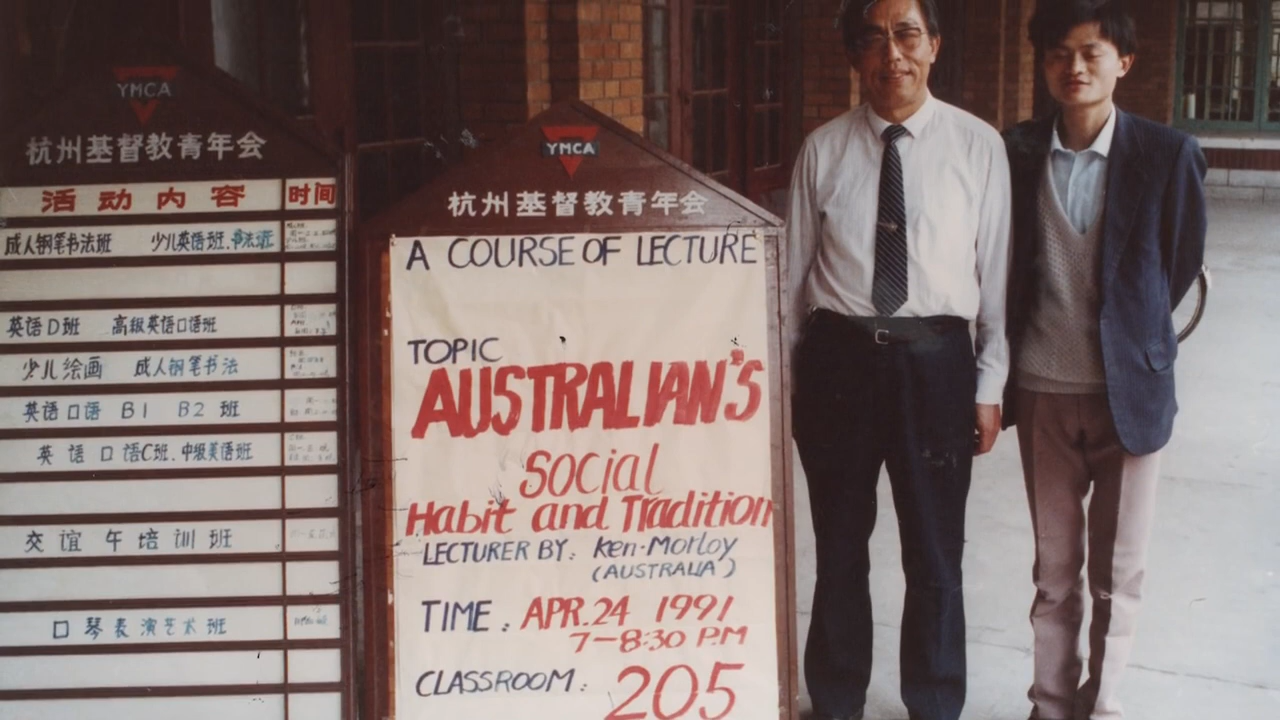 YMCA
杭州基督教青年会
活动内容 时间
成人钢笔书法班 少儿英语班.书法班
英语D班 高级英语口语班
少儿绘画 成人钢笔书法
英语口语 B1 B2 班
英语口语C班.中级英语班
交谊午培训班
口琴表演艺术班
YMCA
杭州基督教青年会
A COURSE OF LECTURE
TOPIC
AUSTRALIAN'S
Social
Habit and Tradition
LECTURER BY: Ken·Morloy
(AUSTRALIA)
TIME: APR.24 1991
7-8:30 P.M
CLASSROOM: 205